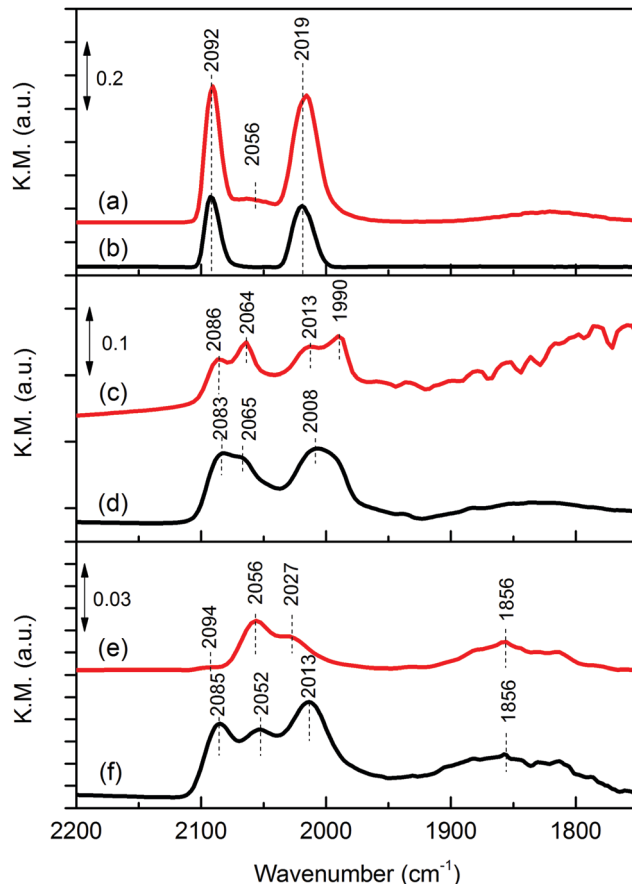 K.M. (a.u.)
0.2
2092
2056
2019
(a)
(b)
K.M. (a.u.)
0.1
2086
2064
2013
1990
(c)
2083
2065
2008
(d)
K.M. (a.u.)
0.03
2094
2056
2027
1856
(e)
2085
2052
2013
1856
(f)
2200 2100 2000 1900 1800
Wavenumber (cm⁻¹)